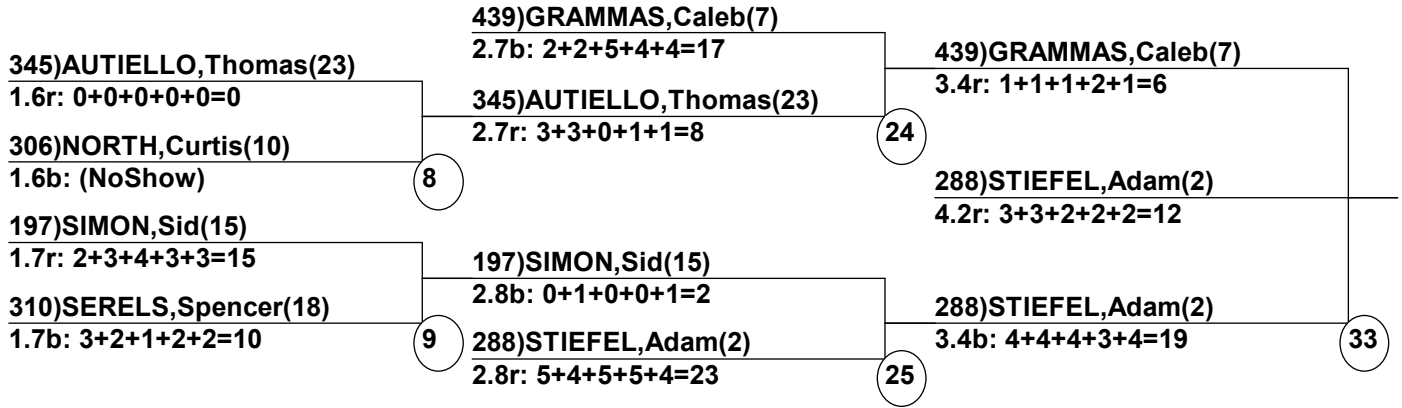 345)AUTIELLO,Thomas(23)
1.6r: 0+0+0+0+0=0
306)NORTH,Curtis(10)
1.6b: (NoShow)
8
197)SIMON,Sid(15)
1.7r: 2+3+4+3+3=15
310)SERELS,Spencer(18)
1.7b: 3+2+1+2+2=10
9
439)GRAMMAS,Caleb(7)
2.7b: 2+2+5+4+4=17
345)AUTIELLO,Thomas(23)
2.7r: 3+3+0+1+1=8
24
197)SIMON,Sid(15)
2.8b: 0+1+0+0+1=2
288)STIEFEL,Adam(2)
2.8r: 5+4+5+5+4=23
25
439)GRAMMAS,Caleb(7)
3.4r: 1+1+1+2+1=6
288)STIEFEL,Adam(2)
4.2r: 3+3+2+2+2=12
288)STIEFEL,Adam(2)
3.4b: 4+4+4+3+4=19
33